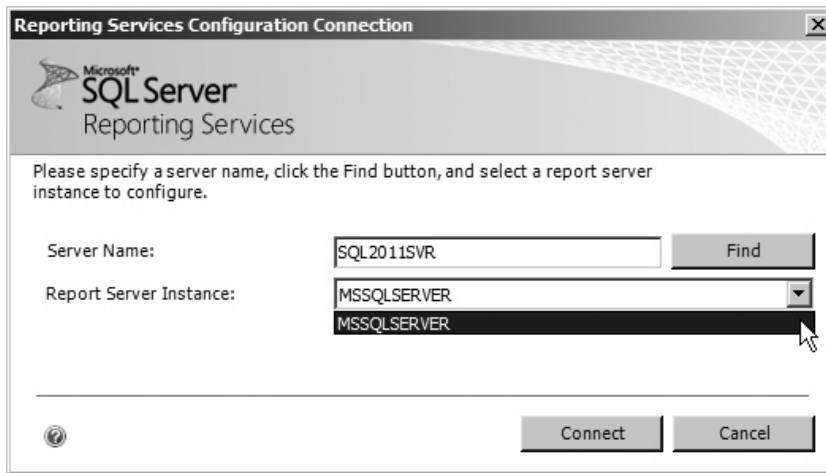 Reporting Services Configuration Connection
Microsoft®
SQL Server
Reporting Services
Please specify a server name, click the Find button, and select a report server
instance to configure.
Server Name:
SQL2011SVR
Find
Report Server Instance:
MSSQLSERVER
MSSQLSERVER
Connect
Cancel